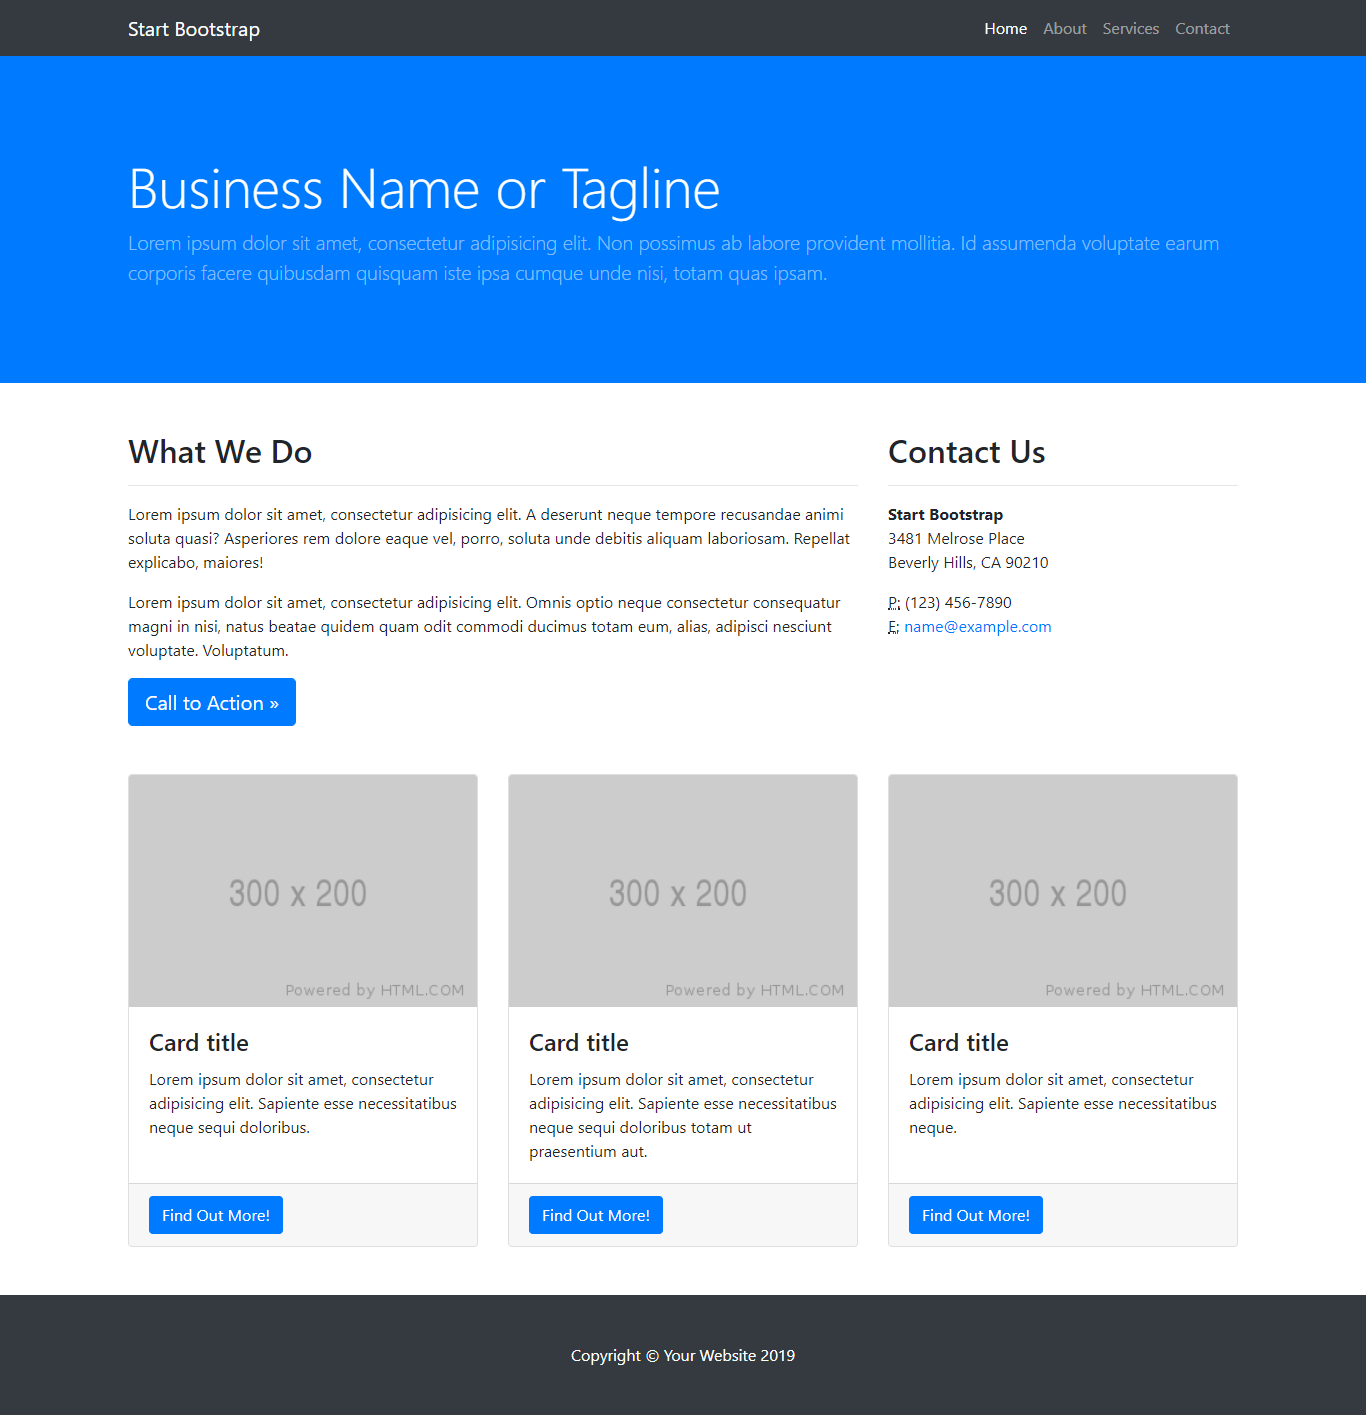 Start Bootstrap
Home About Services Contact
Business Name or Tagline
Lorem ipsum dolor sit amet, consectetur adipisicing elit. Non possimus ab labore provident mollitia. Id assumenda voluptate earum
corporis facere quibusdam quisquam iste ipsa cumque unde nisi, totam quas ipsam.
What We Do
Lorem ipsum dolor sit amet, consectetur adipisicing elit. A deserunt neque tempore recusandae animi
soluta quasi? Asperiores rem dolore eaque vel, porro, soluta unde debitis aliquam laboriosam. Repellat
explicabo, maiores!
Lorem ipsum dolor sit amet, consectetur adipisicing elit. Omnis optio neque consectetur consequatur
magni in nisi, natus beatae quidem quam odit commodi ducimus totam eum, alias, adipisci nesciunt
voluptate. Voluptatum.
Call to Action »
Contact Us
Start Bootstrap
3481 Melrose Place
Beverly Hills, CA 90210
P: (123) 456-7890
E: name@example.com
300 x 200
Powered by HTML.COM
Card title
Lorem ipsum dolor sit amet, consectetur
adipisicing elit. Sapiente esse necessitatibus
neque sequi doloribus.
Find Out More!
300 x 200
Powered by HTML.COM
Card title
Lorem ipsum dolor sit amet, consectetur
adipisicing elit. Sapiente esse necessitatibus
neque sequi doloribus totam ut
praesentium aut.
Find Out More!
300 x 200
Powered by HTML.COM
Card title
Lorem ipsum dolor sit amet, consectetur
adipisicing elit. Sapiente esse necessitatibus
neque.
Find Out More!
Copyright © Your Website 2019